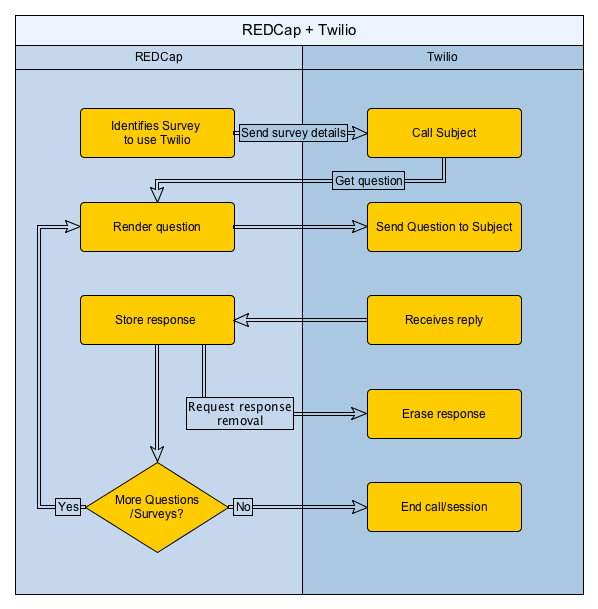 REDCap + Twilio
REDCap
Twilio
Identifies Survey
to use Twilio
Send survey details
Call Subject
Get question
Render question
Send Question to Subject
Store response
Receives reply
Request response
removal
Erase response
More Questions
/Surveys?
Yes
No
End call/session